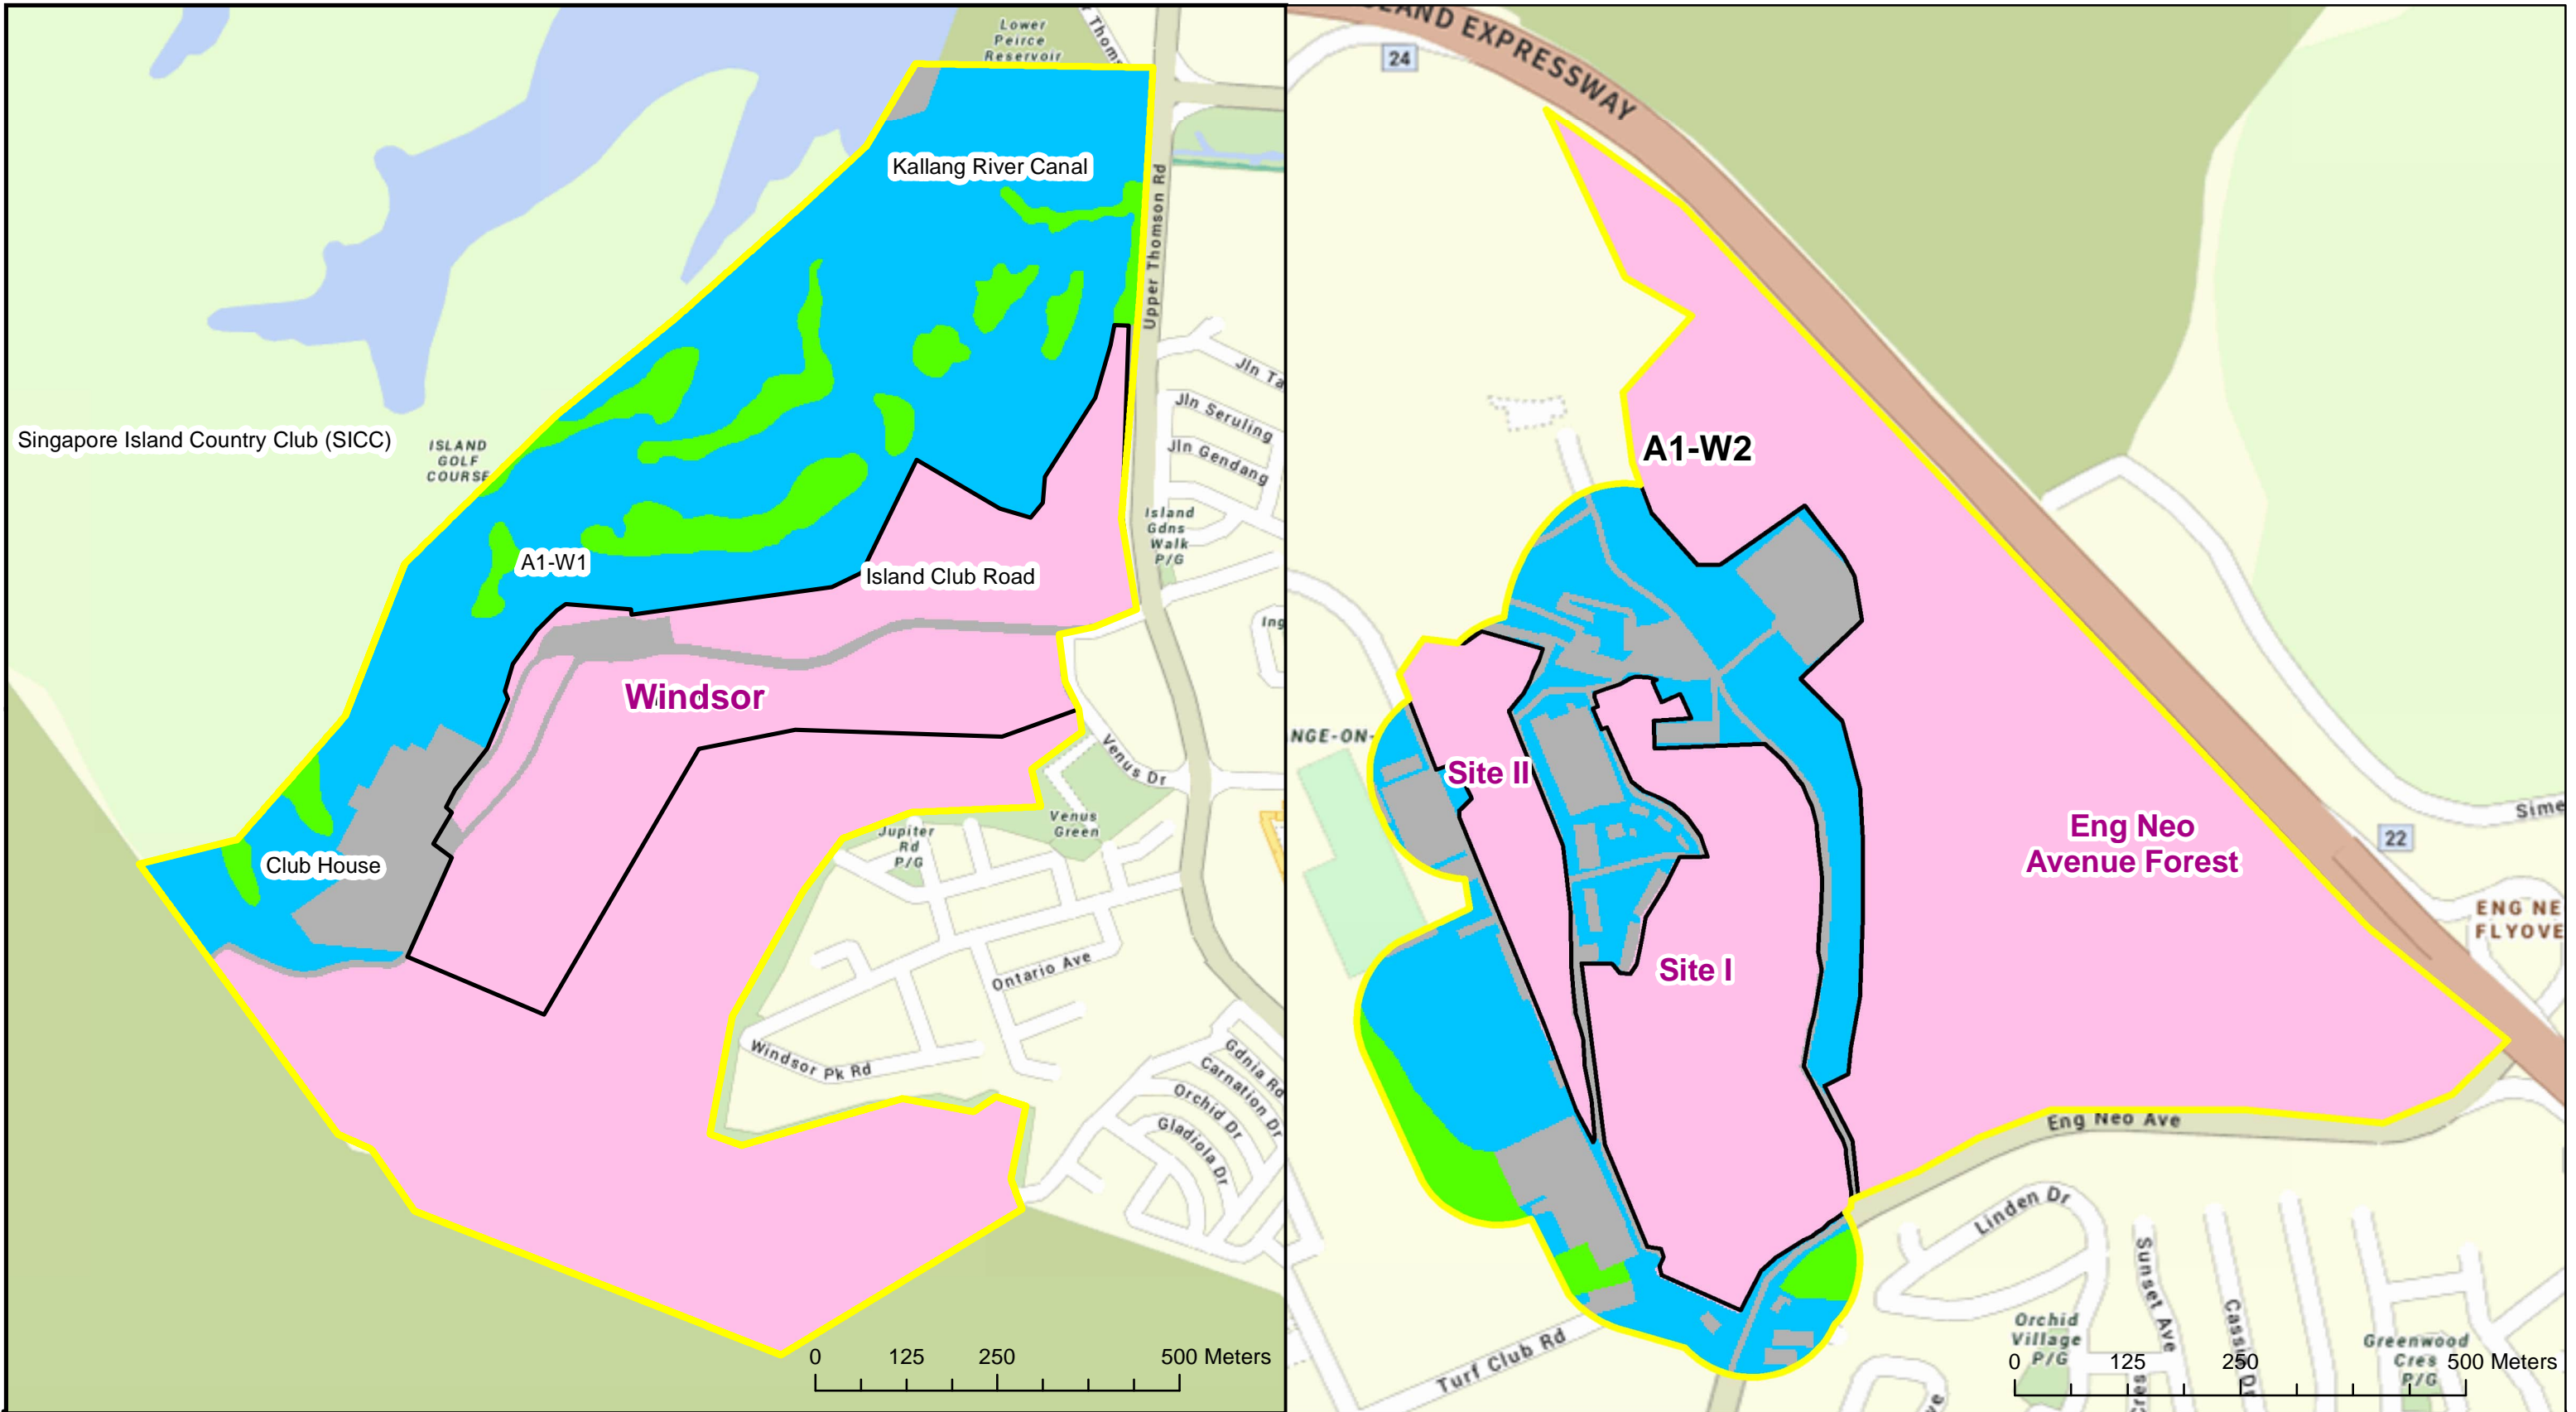 Lower
Peirce
Reservoir
Kallang River Canal
Upper Thomson Rd
Singapore Island Country Club (SICC)
ISLAND
GOLF
COURSE
Jln Seruling
Jln Gendang
Island
Gdns
Walk
P/G
A1-W1
Island Club Road
Windsor
Venus Dr
Venus
Green
Jupiter
Rd
P/G
Club House
Ontario Ave
Windsor Pk Rd
Gdnia Rd
Carnation Dr
Orchid Dr
Gladiola Dr
0 125 250 500 Meters
EXPRESSWAY
24
A1-W2
Site II
Site I
Eng Neo
Avenue Forest
22
Eng Neo Ave
Linden Dr
Sunset Ave
Turf Club Rd
Orchid
Village
P/G
Greenwood
Cres
P/G
0 125 250 500 Meters